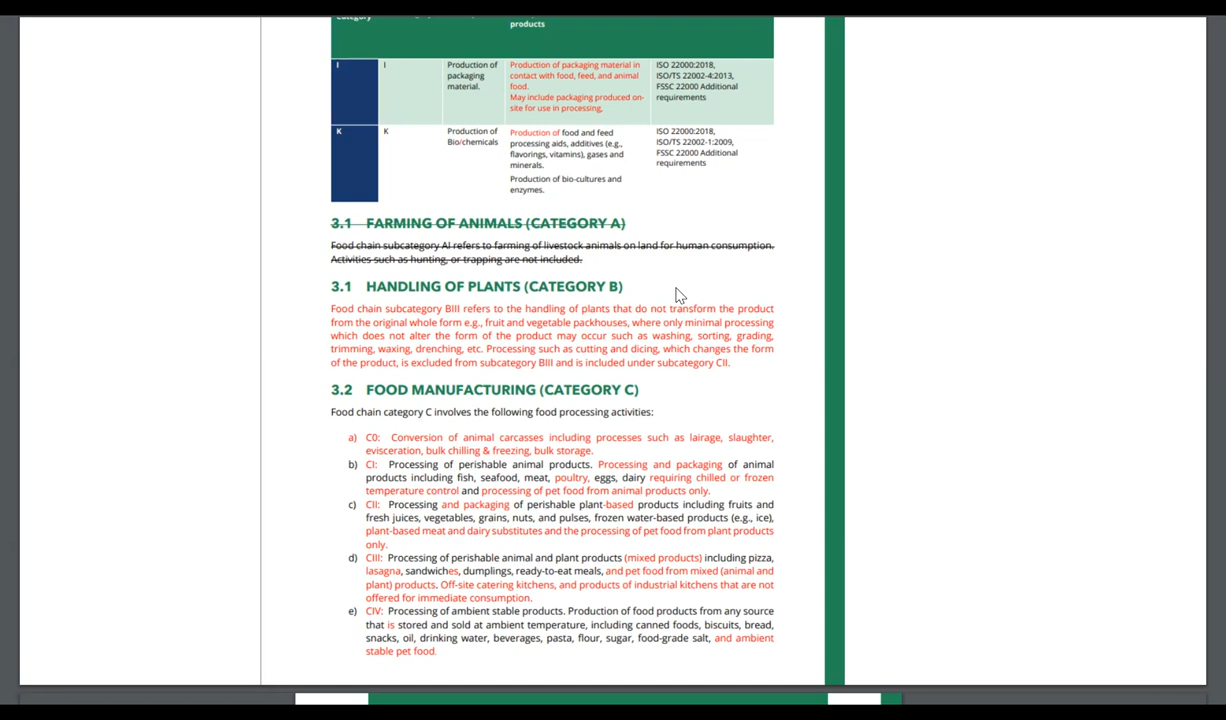 Category
products
I
I
Production of
packaging
material.
Production of packaging material in
contact with food, feed, and animal
food.
May include packaging produced on-
site for use in processing,
ISO 22000:2018,
ISO/TS 22002-4:2013,
FSSC 22000 Additional
requirements
K
K
Production of
Bio/chemicals
Production of food and feed
processing aids, additives (e.g.,
flavorings, vitamins), gases and
minerals.
Production of bio-cultures and
enzymes.
ISO 22000:2018,
ISO/TS 22002-1:2009,
FSSC 22000 Additional
requirements
3.1 FARMING OF ANIMALS (CATEGORY A)
Food chain subcategory AI refers to farming of livestock animals on land for human consumption.
Activities such as hunting, or trapping are not included.
3.1 HANDLING OF PLANTS (CATEGORY B)
Food chain subcategory BIII refers to the handling of plants that do not transform the product
from the original whole form e.g., fruit and vegetable packhouses, where only minimal processing
which does not alter the form of the product may occur such as washing, sorting, grading,
trimming, waxing, drenching, etc. Processing such as cutting and dicing, which changes the form
of the product, is excluded from subcategory BIII and is included under subcategory CII.
3.2 FOOD MANUFACTURING (CATEGORY C)
Food chain category C involves the following food processing activities:
a) C0: Conversion of animal carcasses including processes such as lairage, slaughter,
evisceration, bulk chilling & freezing, bulk storage.
b) CI: Processing of perishable animal products. Processing and packaging of animal
products including fish, seafood, meat, poultry, eggs, dairy requiring chilled or frozen
temperature control and processing of pet food from animal products only.
c) CII: Processing and packaging of perishable plant-based products including fruits and
fresh juices, vegetables, grains, nuts, and pulses, frozen water-based products (e.g., ice),
plant-based meat and dairy substitutes and the processing of pet food from plant products
only.
d) CIII: Processing of perishable animal and plant products (mixed products) including pizza,
lasagna, sandwiches, dumplings, ready-to-eat meals, and pet food from mixed (animal and
plant) products. Off-site catering kitchens, and products of industrial kitchens that are not
offered for immediate consumption.
e) CIV: Processing of ambient stable products. Production of food products from any source
that is stored and sold at ambient temperature, including canned foods, biscuits, bread,
snacks, oil, drinking water, beverages, pasta, flour, sugar, food-grade salt, and ambient
stable pet food.